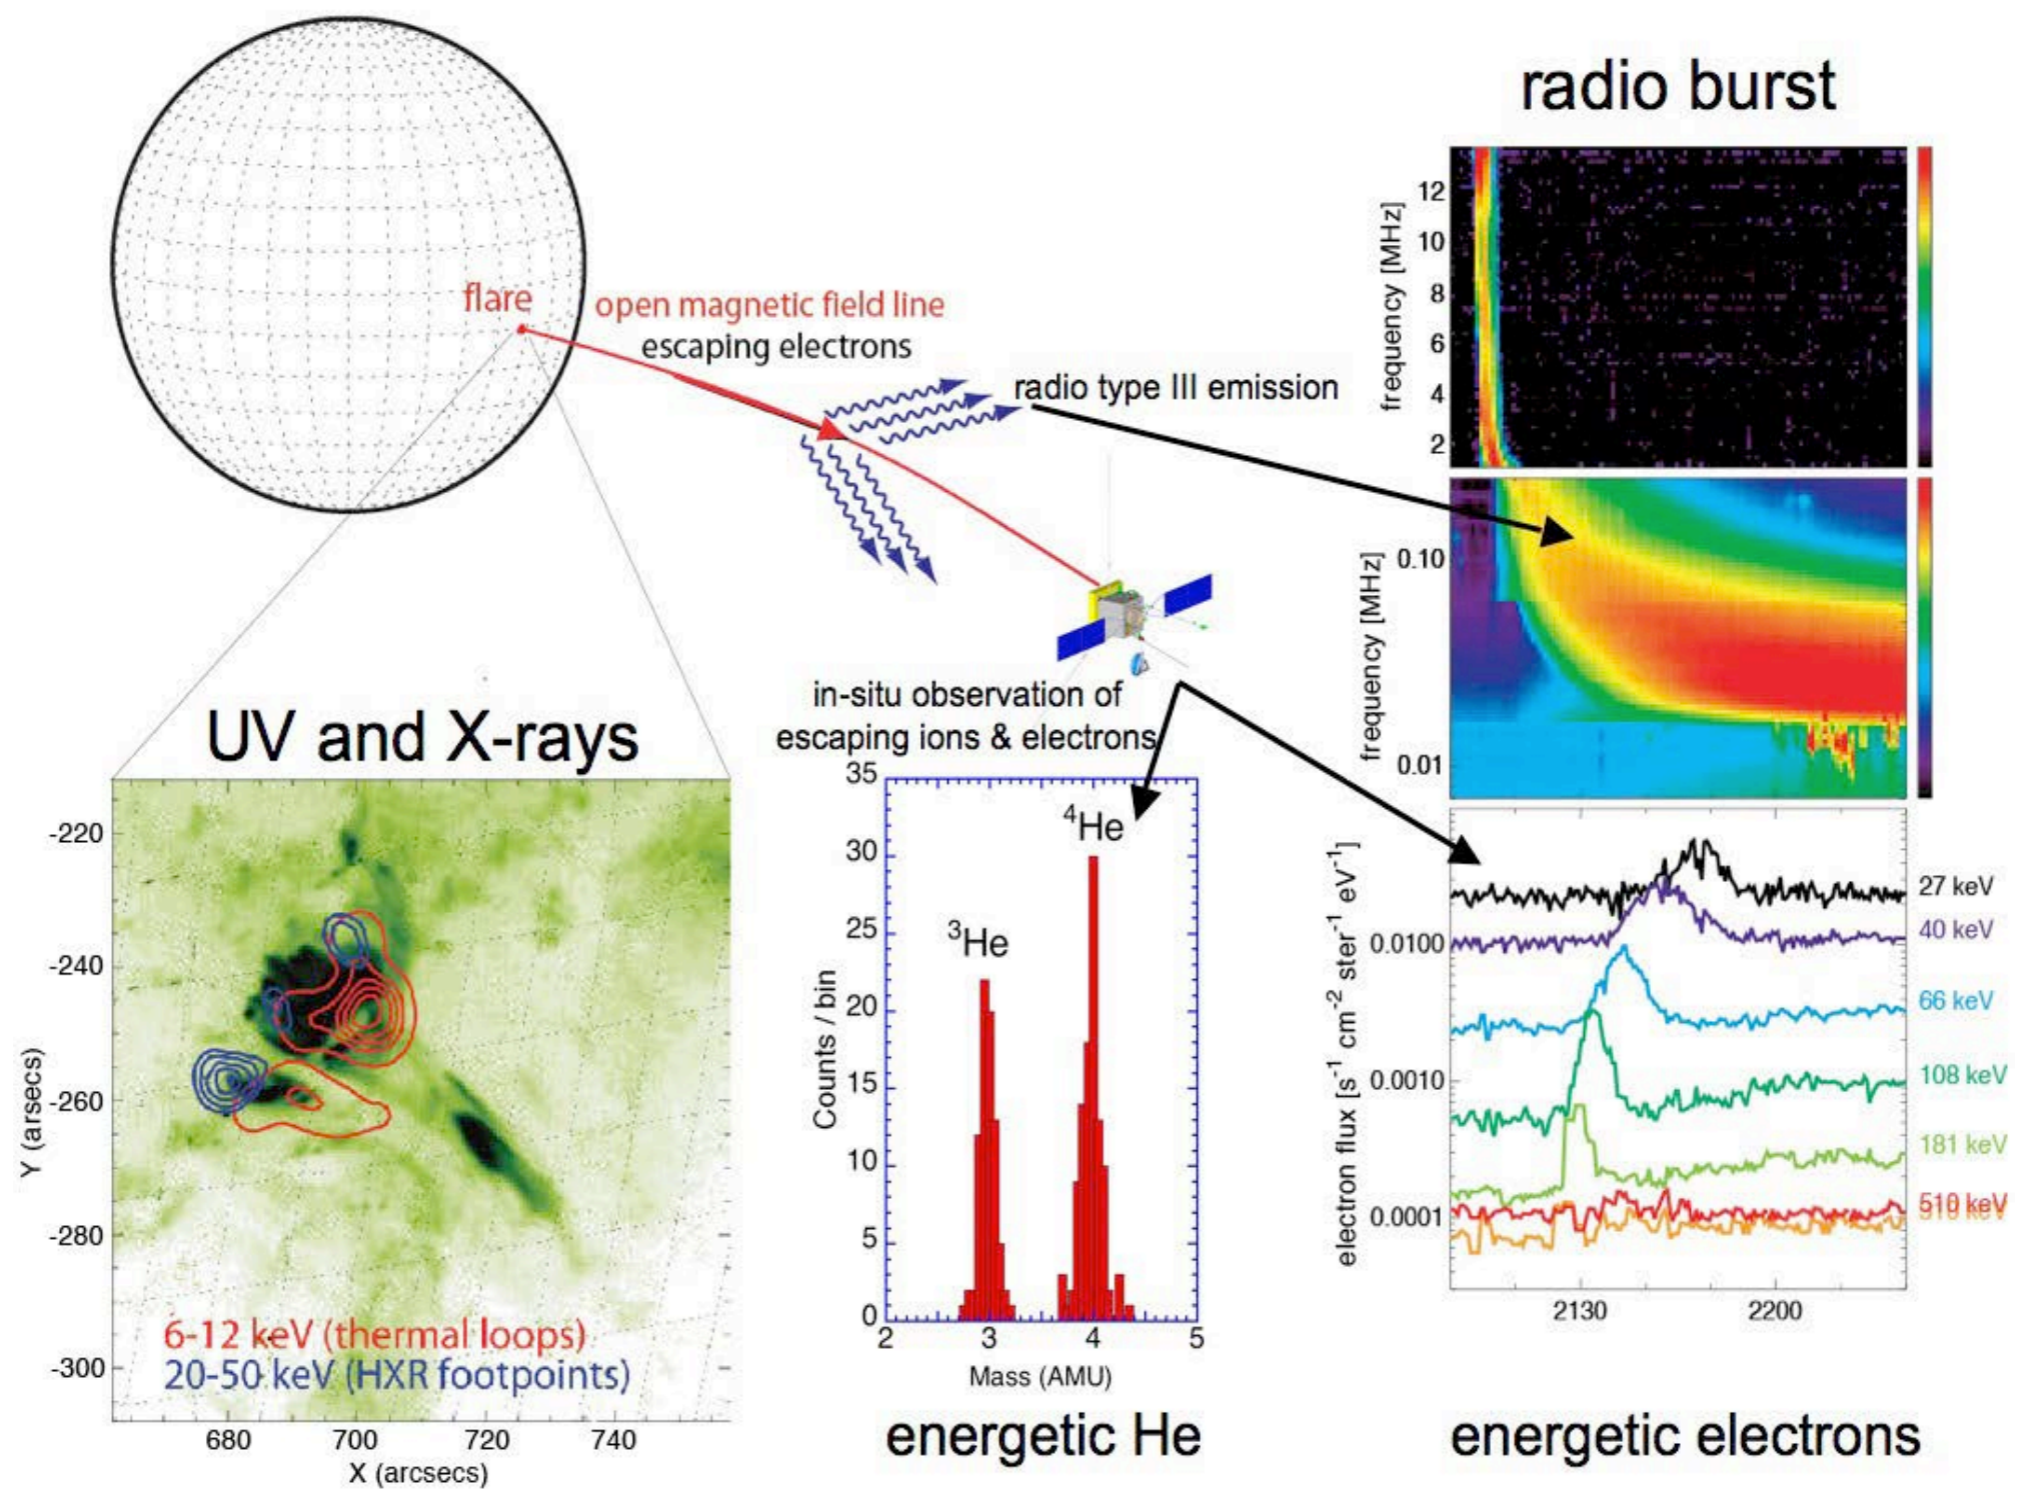 radio burst
12
10
8
6
4
2
frequency [MHz]
flare
open magnetic field line
escaping electrons
radio type III emission
0.10
0.01
frequency [MHz]
in-situ observation of
escaping ions & electrons
UV and X-rays
-220
-240
-260
-280
-300
Y (arsecs)
6-12 keV (thermal loops)
20-50 keV (HXR footpoints)
680
700
720
740
X (arcsecs)
35
30
25
20
15
10
5
0
Counts / bin
³He
⁴He
2
3
4
5
Mass (AMU)
energetic He
0.0100
0.0010
0.0001
electron flux [s⁻¹ cm⁻² ster⁻¹ eV⁻¹]
27 keV
40 keV
66 keV
108 keV
181 keV
510 keV
2130
2200
energetic electrons